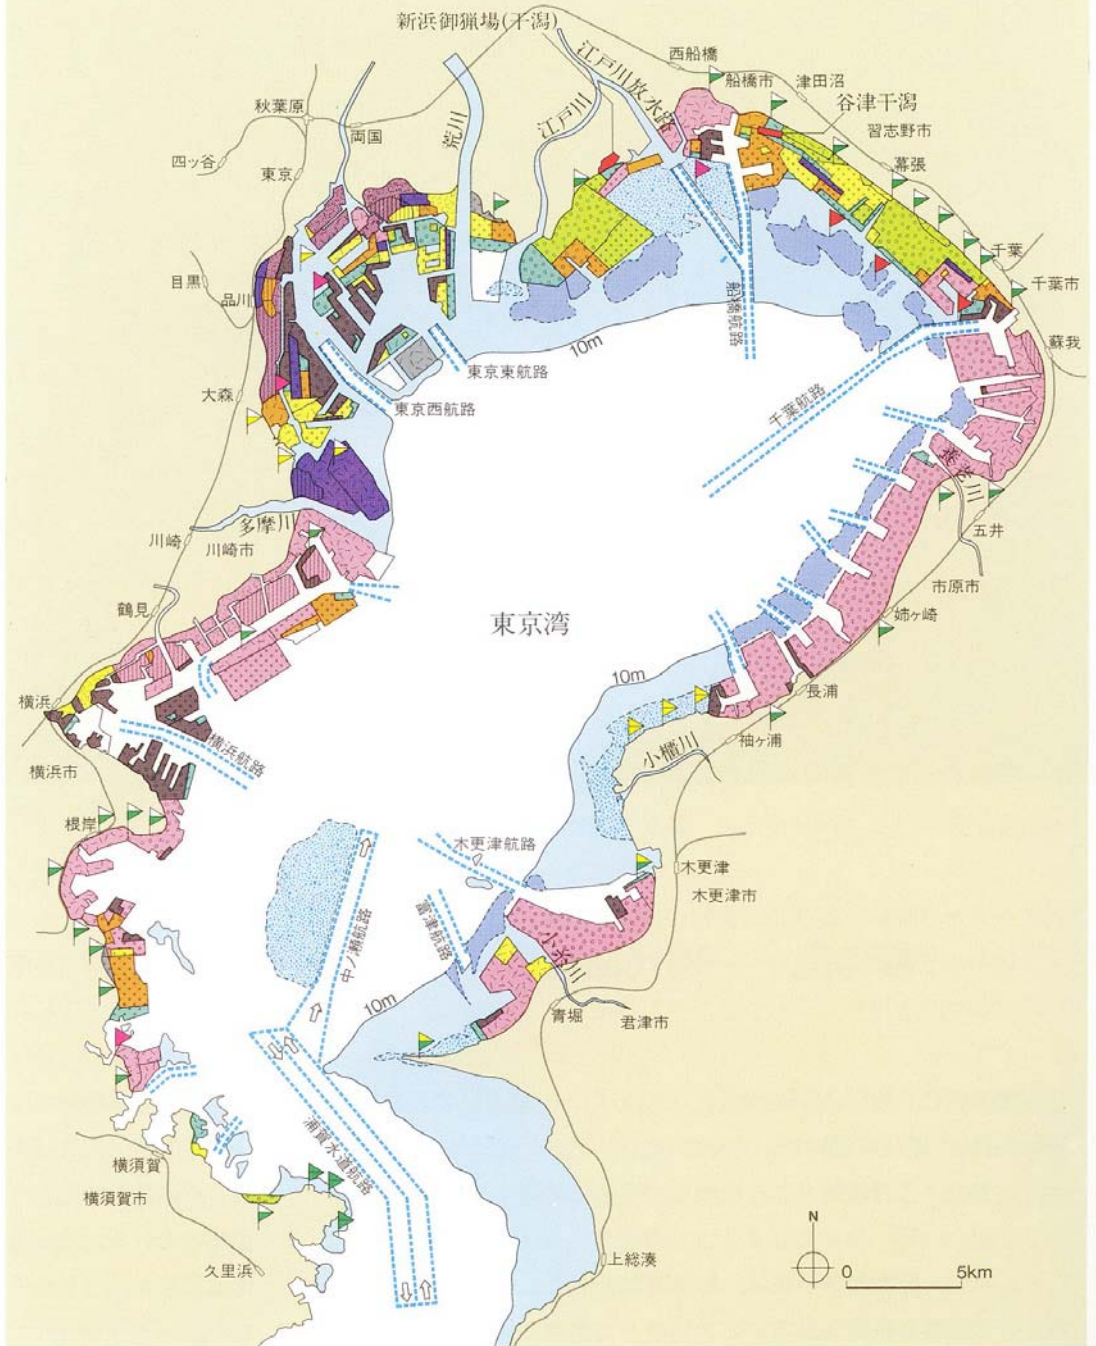 新浜御猟場(干潟)
西船橋
船橋市
津田沼
谷津干潟
習志野市
幕張
江戸川放水路
江戸川
荒川
秋葉原
両国
四ッ谷
東京
千葉
千葉市
蘇我
目黒
品川
船橋航路
10m
東京東航路
東京西航路
大森
千葉航路
養老川
五井
多摩川
川崎
川崎市
市原市
姉ヶ崎
鶴見
東京湾
10m
長浦
横浜
横浜航路
袖ヶ浦
小櫃川
横浜市
根岸
木更津航路
木更津
木更津市
富津航路
中ノ瀬航路
小糸川
10m
青堀
君津市
浦賀水道航路
横須賀
横須賀市
久里浜
上総湊
N
0
5km